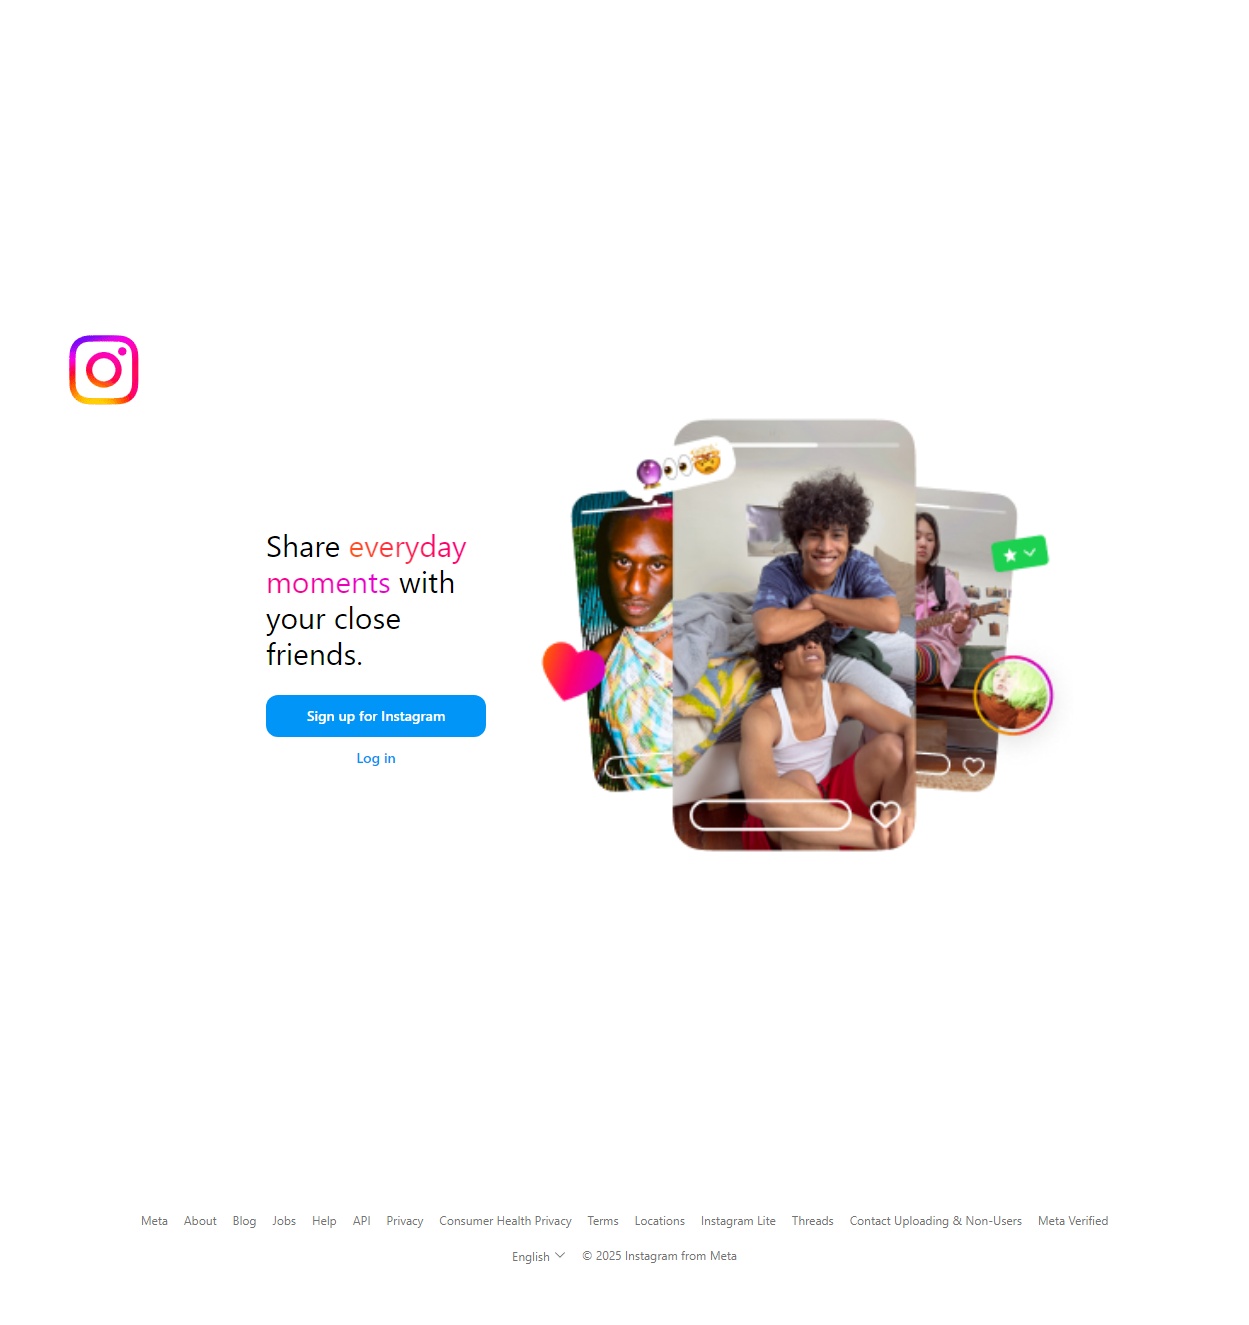 Share everyday
moments with
your close
friends.
Sign up for Instagram
Log in
Meta About Blog Jobs Help API Privacy Consumer Health Privacy Terms Locations Instagram Lite Threads Contact Uploading & Non-Users Meta Verified
English © 2025 Instagram from Meta